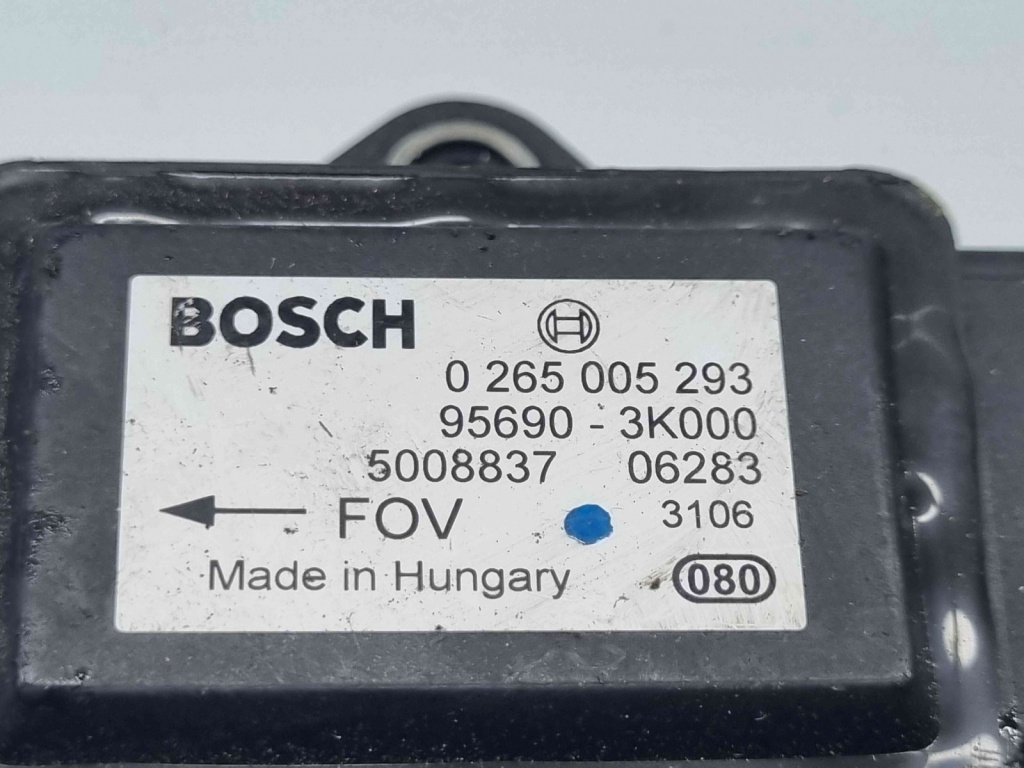 BOSCH
0 265 005 293
95690 - 3K000
5008837 06283
FOV 3106
Made in Hungary 080